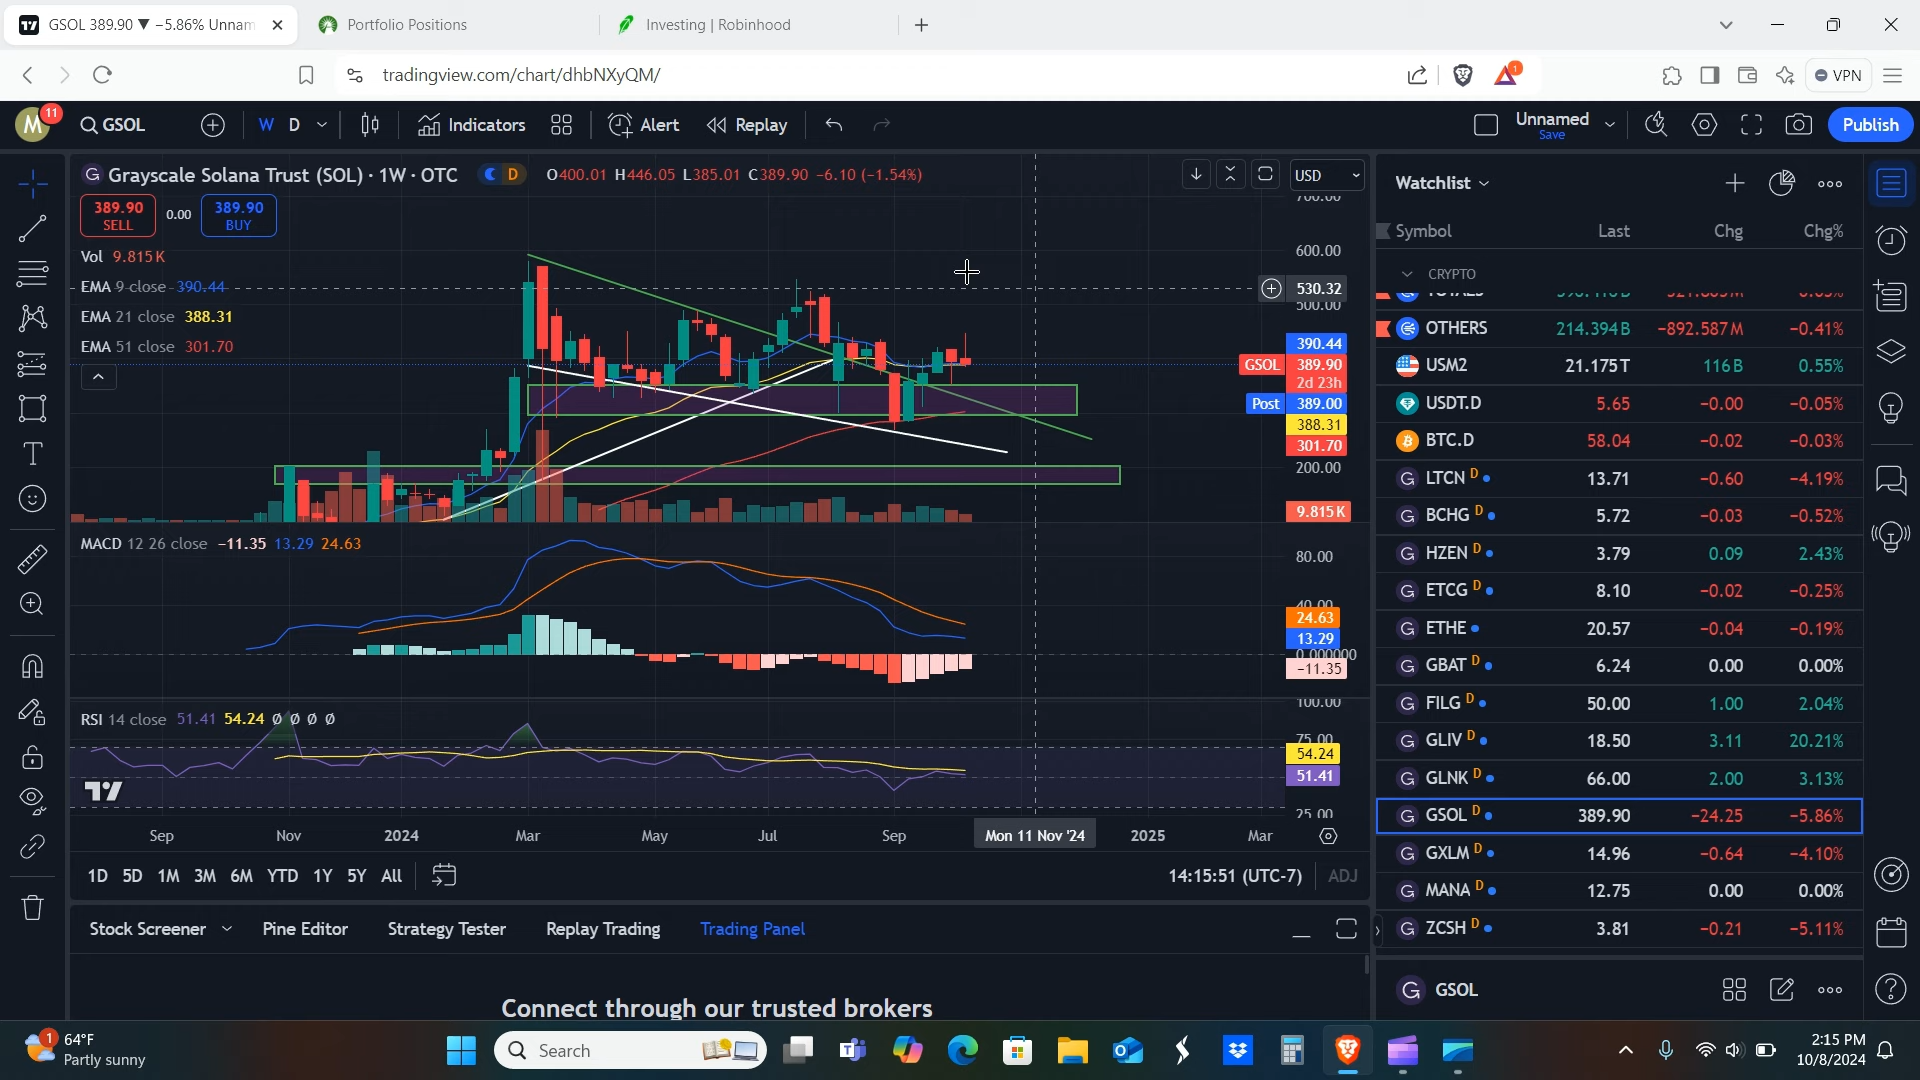 GSOL 389.90 ▼ −5.86% Unnam
Portfolio Positions
Investing | Robinhood
tradingview.com/chart/dhbNXyQM/
1
VPN
M
11
GSOL
W D
Indicators
Alert
Replay
Unnamed
Save
Publish
Grayscale Solana Trust (SOL) · 1W · OTC
D
O400.01 H446.05 L385.01 C389.90 −6.10 (−1.54%)
USD
389.90
SELL
0.00
389.90
BUY
Vol 9.815K
EMA 9 close 390.44
EMA 21 close 388.31
EMA 51 close 301.70
700.00
600.00
530.32
500.00
390.44
GSOL 389.90
2d 23h
Post 389.00
388.31
301.70
200.00
9.815K
MACD 12 26 close −11.35 13.29 24.63
80.00
40.00
24.63
13.29
0.000000
−11.35
RSI 14 close 51.41 54.24 Ø Ø Ø Ø
100.00
75.00
54.24
51.41
25.00
Sep Nov 2024 Mar May Jul Sep Mon 11 Nov '24 2025 Mar
1D 5D 1M 3M 6M YTD 1Y 5Y All
14:15:51 (UTC-7) ADJ
Stock Screener Pine Editor Strategy Tester Replay Trading Trading Panel
Connect through our trusted brokers
Watchlist
Symbol Last Chg Chg%
CRYPTO
OTHERS 214.394B −892.587M −0.41%
USM2 21.175T 116B 0.55%
USDT.D 5.65 −0.00 −0.05%
BTC.D 58.04 −0.02 −0.03%
LTCN D 13.71 −0.60 −4.19%
BCHG D 5.72 −0.03 −0.52%
HZEN D 3.79 0.09 2.43%
ETCG D 8.10 −0.02 −0.25%
ETHE 20.57 −0.04 −0.19%
GBAT D 6.24 0.00 0.00%
FILG D 50.00 1.00 2.04%
GLIV D 18.50 3.11 20.21%
GLNK D 66.00 2.00 3.13%
GSOL D 389.90 −24.25 −5.86%
GXLM D 14.96 −0.64 −4.10%
MANA D 12.75 0.00 0.00%
ZCSH D 3.81 −0.21 −5.11%
GSOL
1
64°F
Partly sunny
Search
2:15 PM
10/8/2024